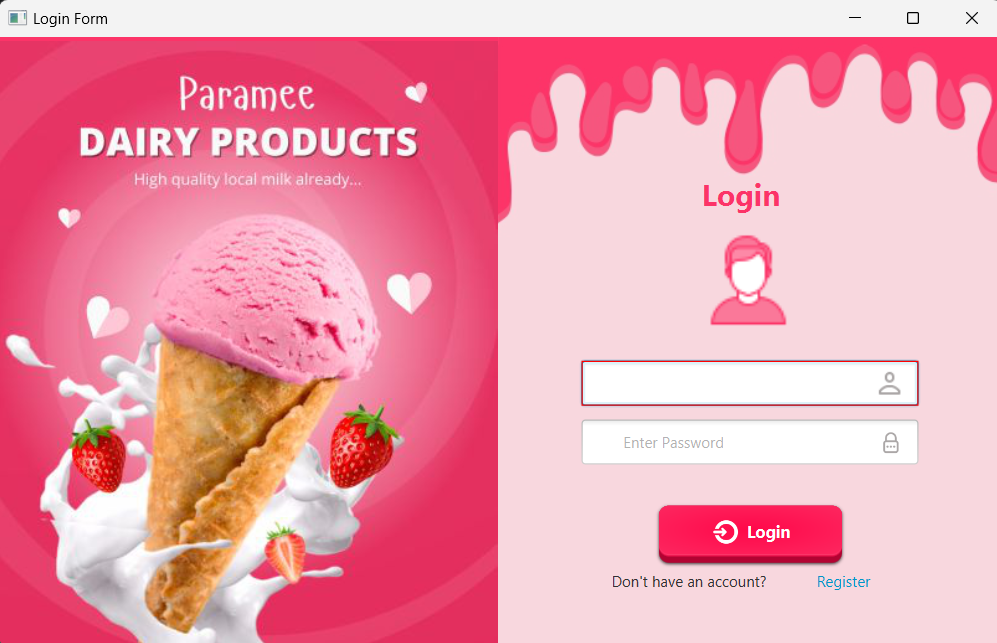 Login Form
Paramee
DAIRY PRODUCTS
High quality local milk already...
Login
Enter Password
Login
Don't have an account? Register